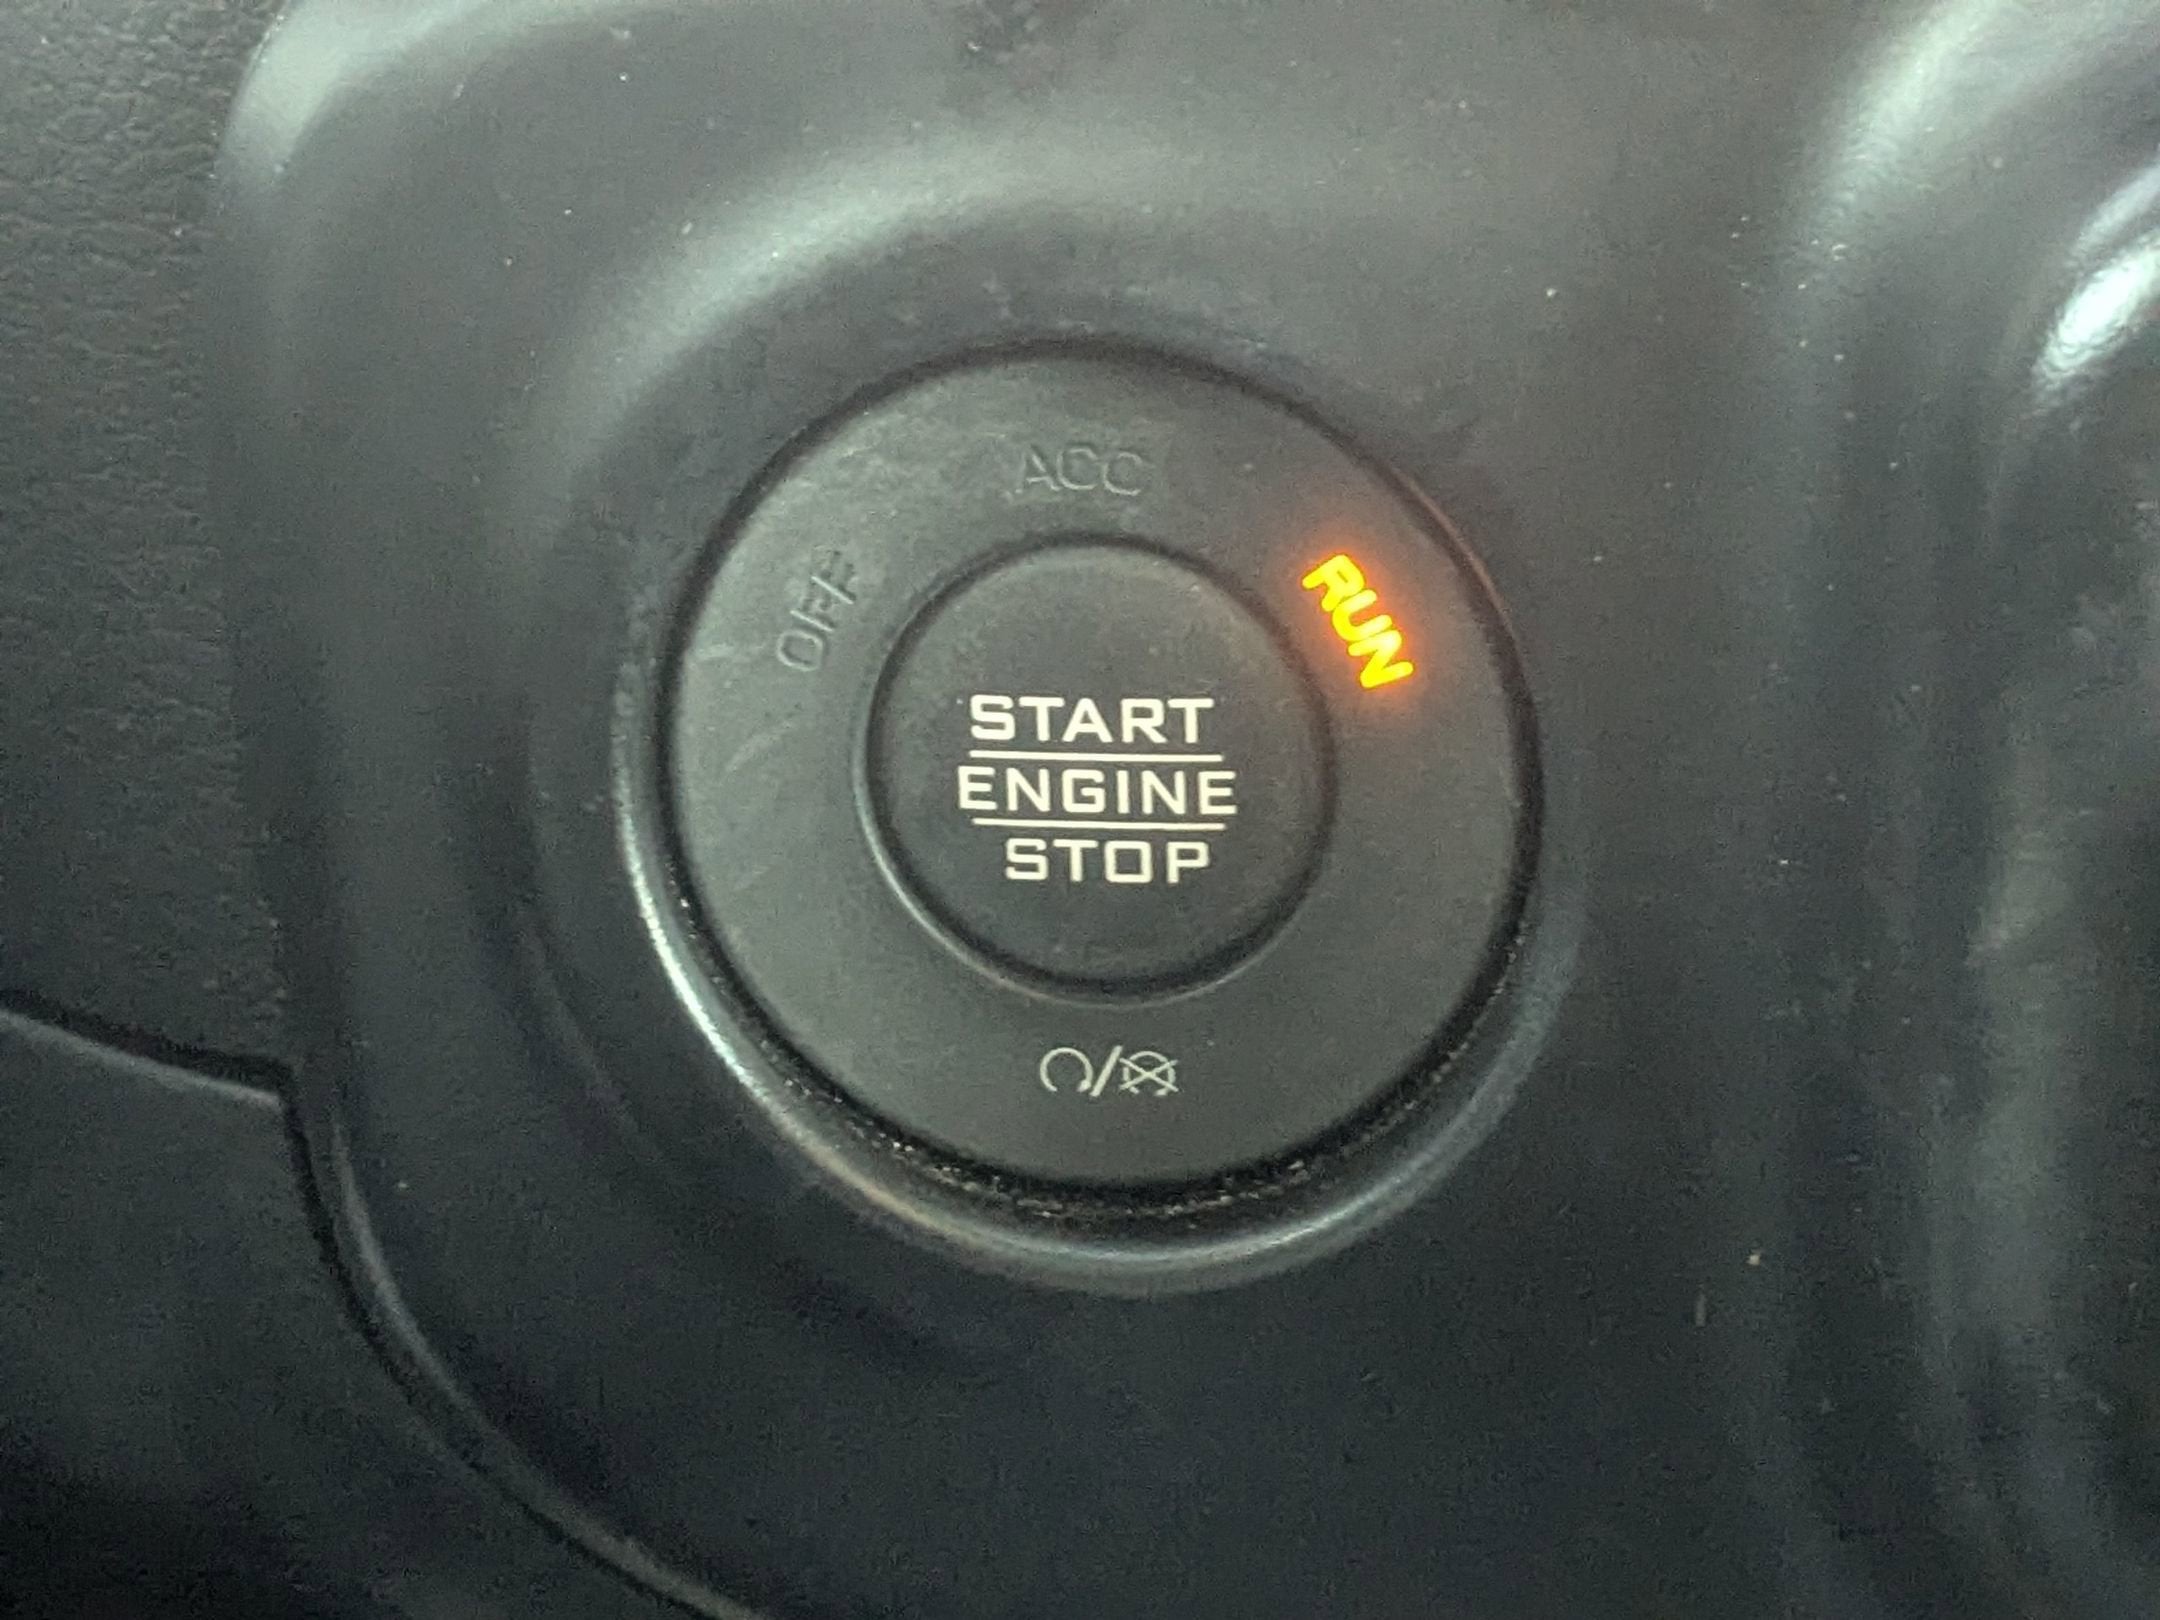 ACC
OFF
RUN
START
ENGINE
STOP